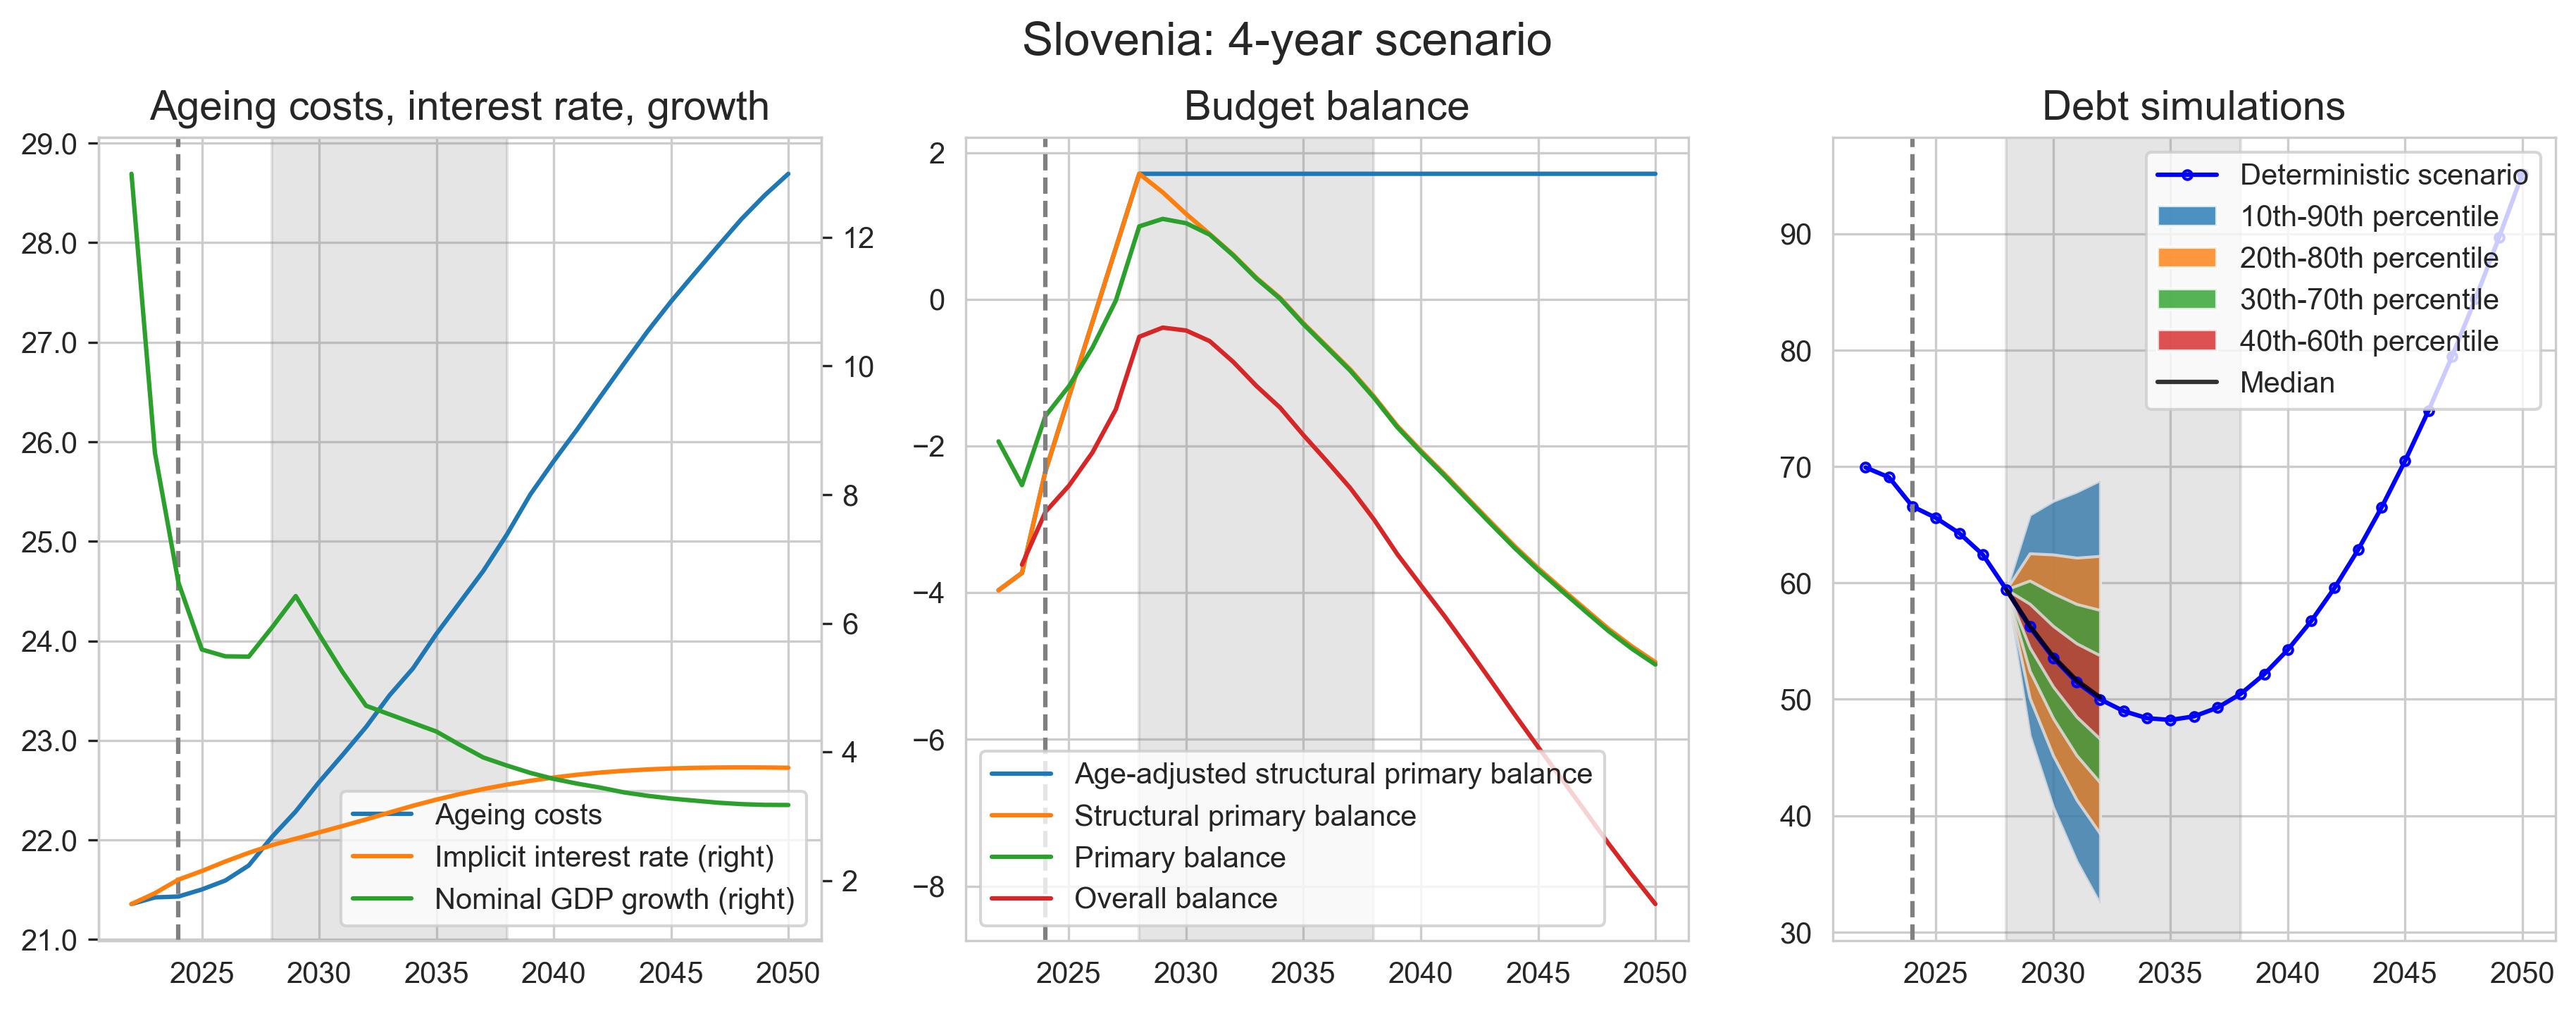 Slovenia: 4-year scenario
Ageing costs, interest rate, growth
29.0
28.0
27.0
26.0
25.0
24.0
23.0
22.0
21.0
12
10
8
6
4
2
2025 2030 2035 2040 2045 2050
Ageing costs
Implicit interest rate (right)
Nominal GDP growth (right)
Budget balance
2
0
−2
−4
−6
−8
2025 2030 2035 2040 2045 2050
Age-adjusted structural primary balance
Structural primary balance
Primary balance
Overall balance
Debt simulations
90
80
70
60
50
40
30
2025 2030 2035 2040 2045 2050
Deterministic scenario
10th-90th percentile
20th-80th percentile
30th-70th percentile
40th-60th percentile
Median